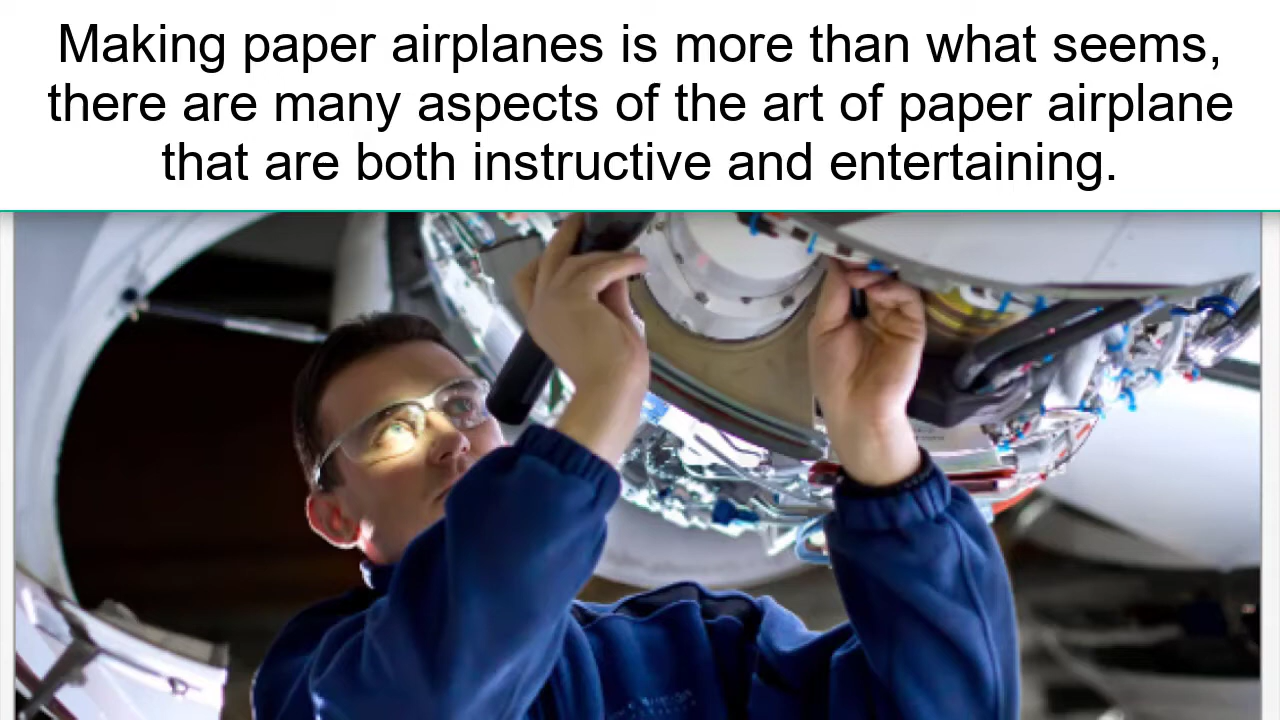 Making paper airplanes is more than what seems,
there are many aspects of the art of paper airplane
that are both instructive and entertaining.